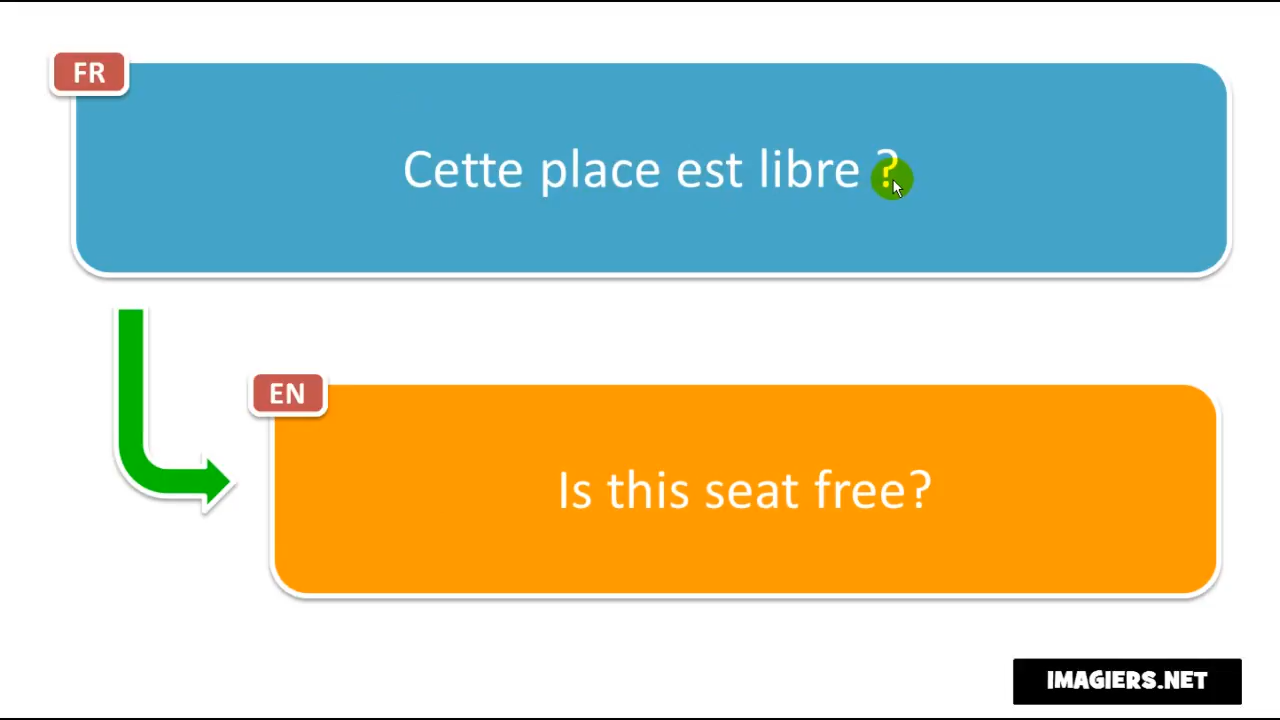 FR
Cette place est libre ?
EN
Is this seat free?
IMAGIERS.NET